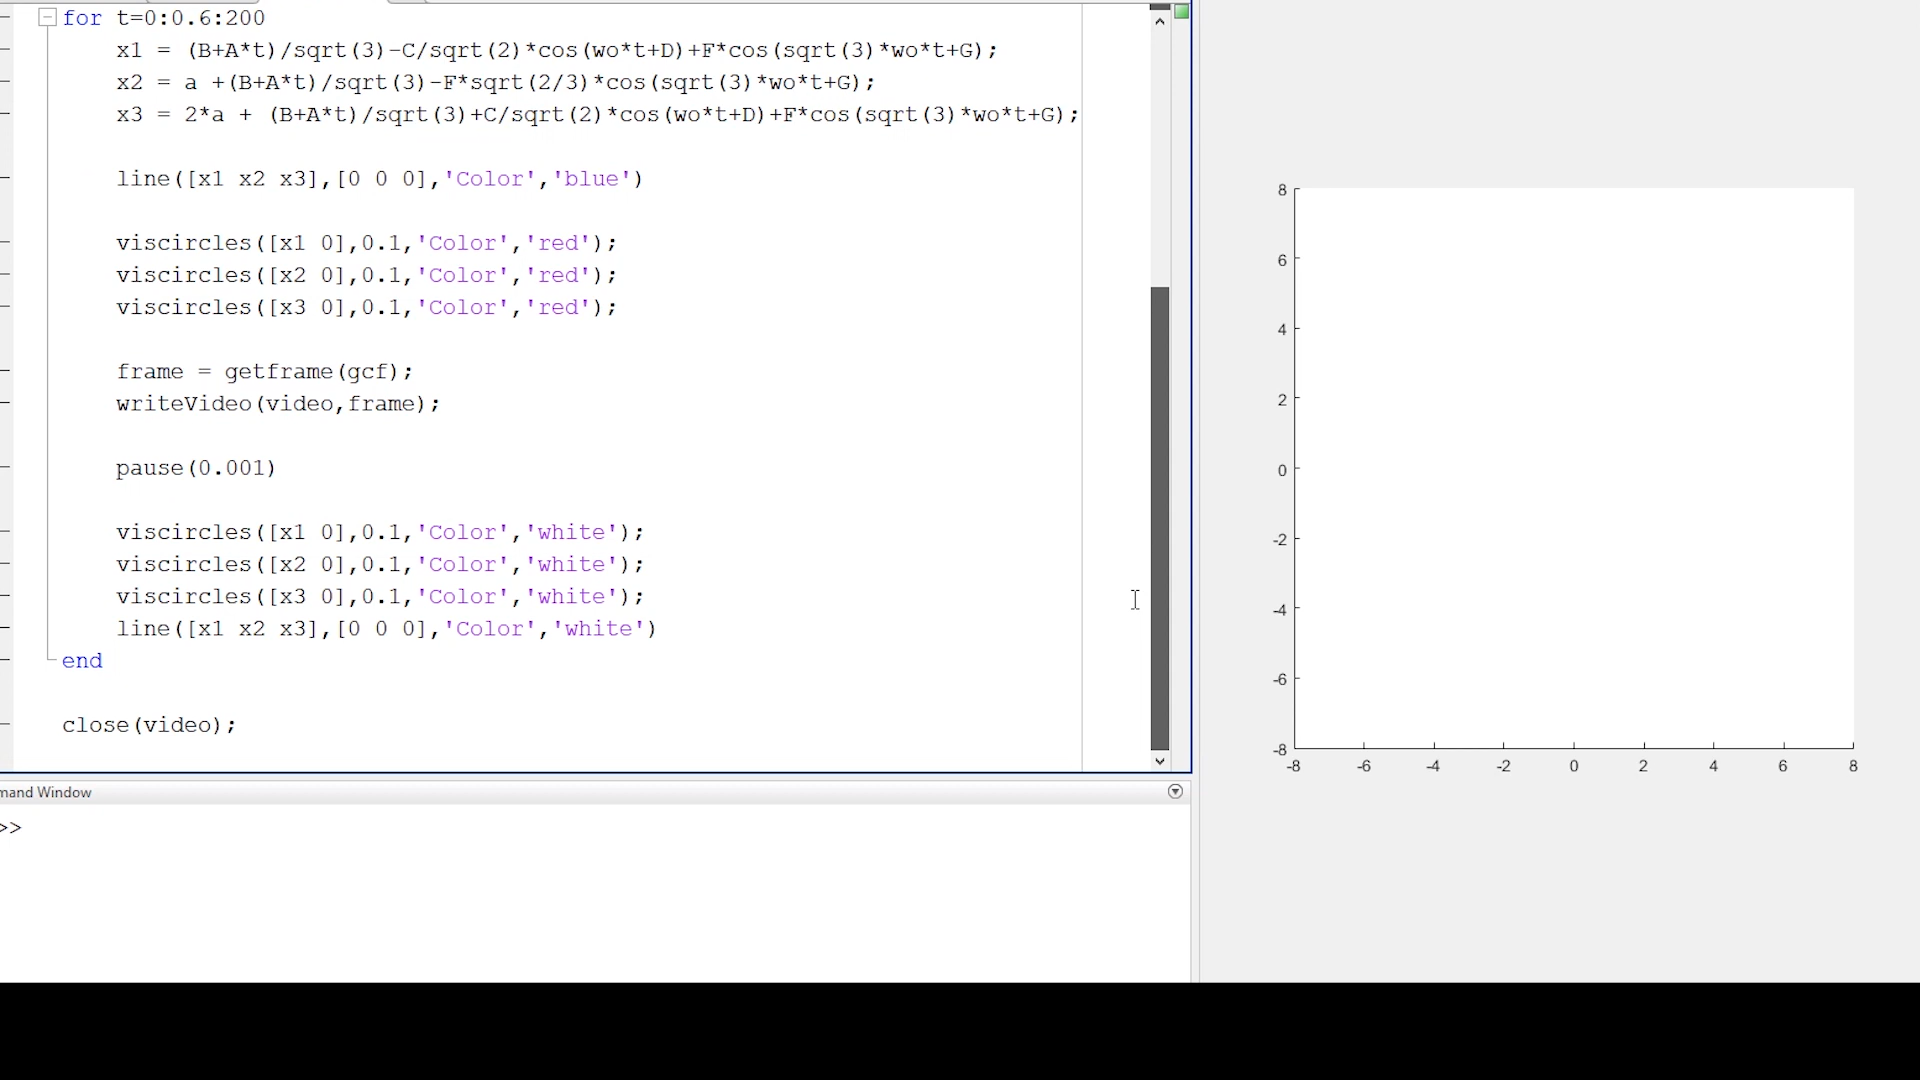 for t=0:0.6:200
x1 = (B+A*t)/sqrt(3)-C/sqrt(2)*cos(wo*t+D)+F*cos(sqrt(3)*wo*t+G);
x2 = a +(B+A*t)/sqrt(3)-F*sqrt(2/3)*cos(sqrt(3)*wo*t+G);
x3 = 2*a + (B+A*t)/sqrt(3)+C/sqrt(2)*cos(wo*t+D)+F*cos(sqrt(3)*wo*t+G);
line([x1 x2 x3],[0 0 0],'Color','blue')
viscircles([x1 0],0.1,'Color','red');
viscircles([x2 0],0.1,'Color','red');
viscircles([x3 0],0.1,'Color','red');
frame = getframe(gcf);
writeVideo(video,frame);
pause(0.001)
viscircles([x1 0],0.1,'Color','white');
viscircles([x2 0],0.1,'Color','white');
viscircles([x3 0],0.1,'Color','white');
line([x1 x2 x3],[0 0 0],'Color','white')
end
close(video);
mand Window
>>
8
6
4
2
0
-2
-4
-6
-8
-8 -6 -4 -2 0 2 4 6 8